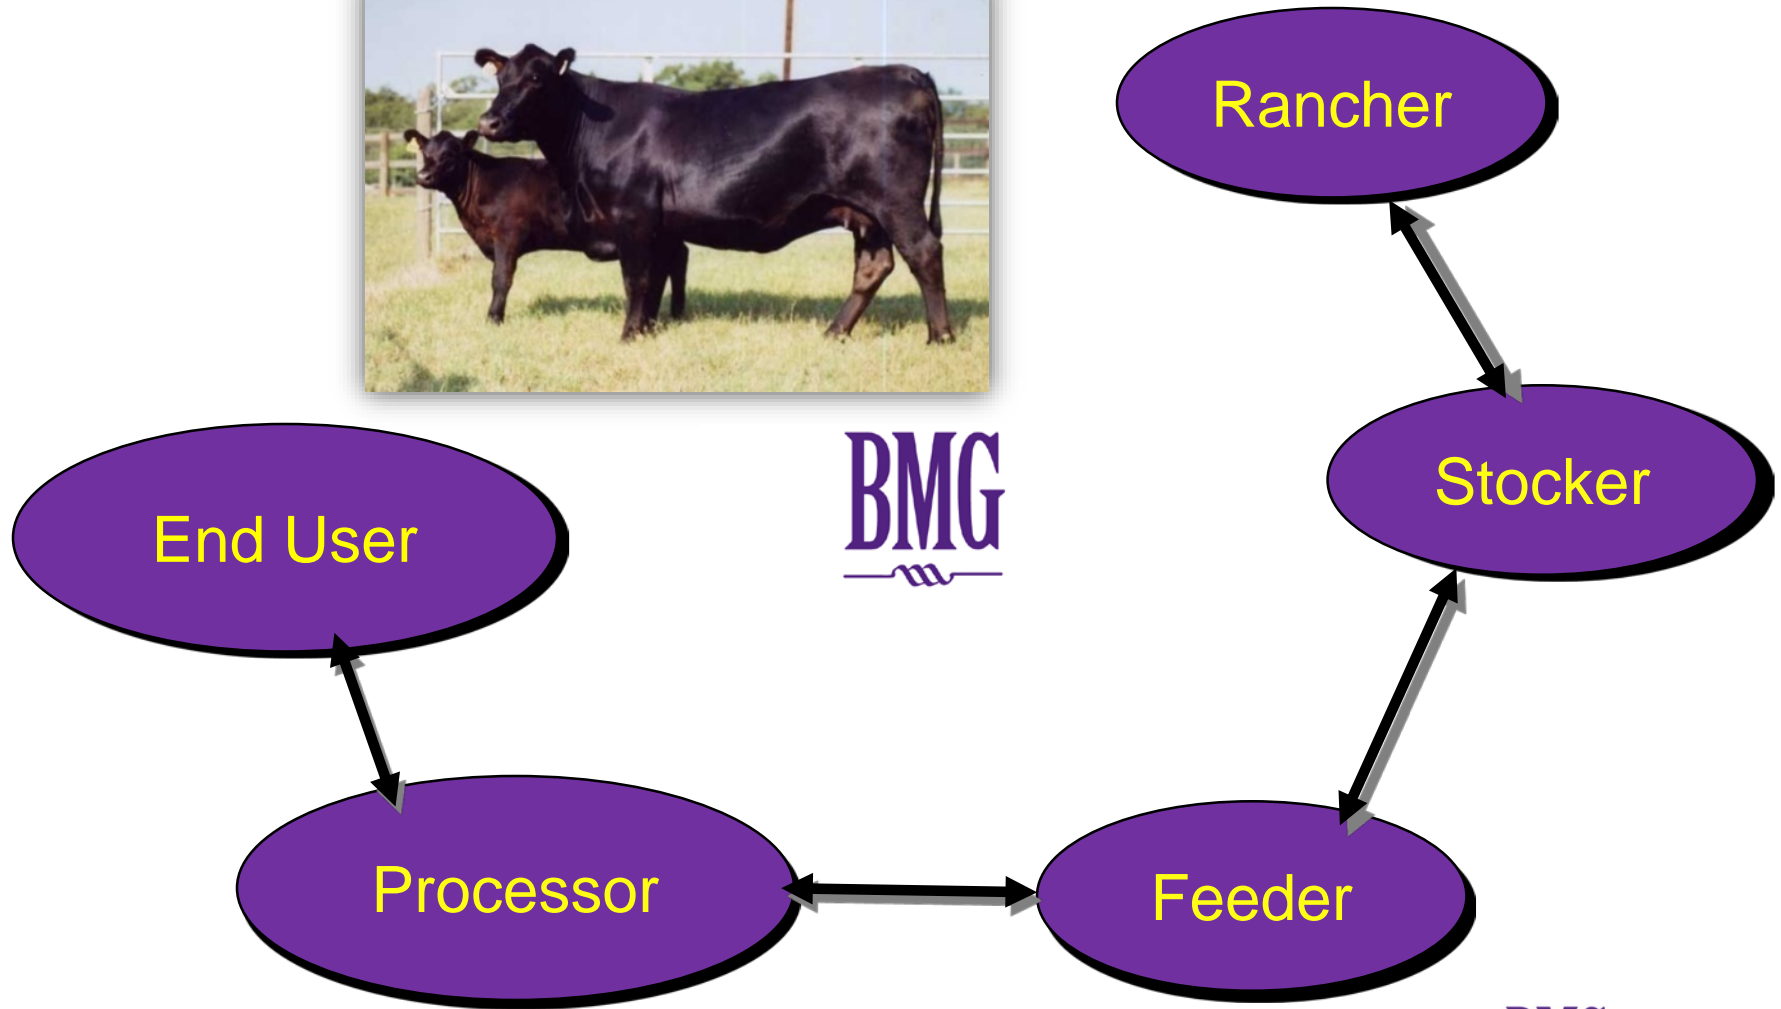 Rancher
BMG
Stocker
End User
Processor
Feeder